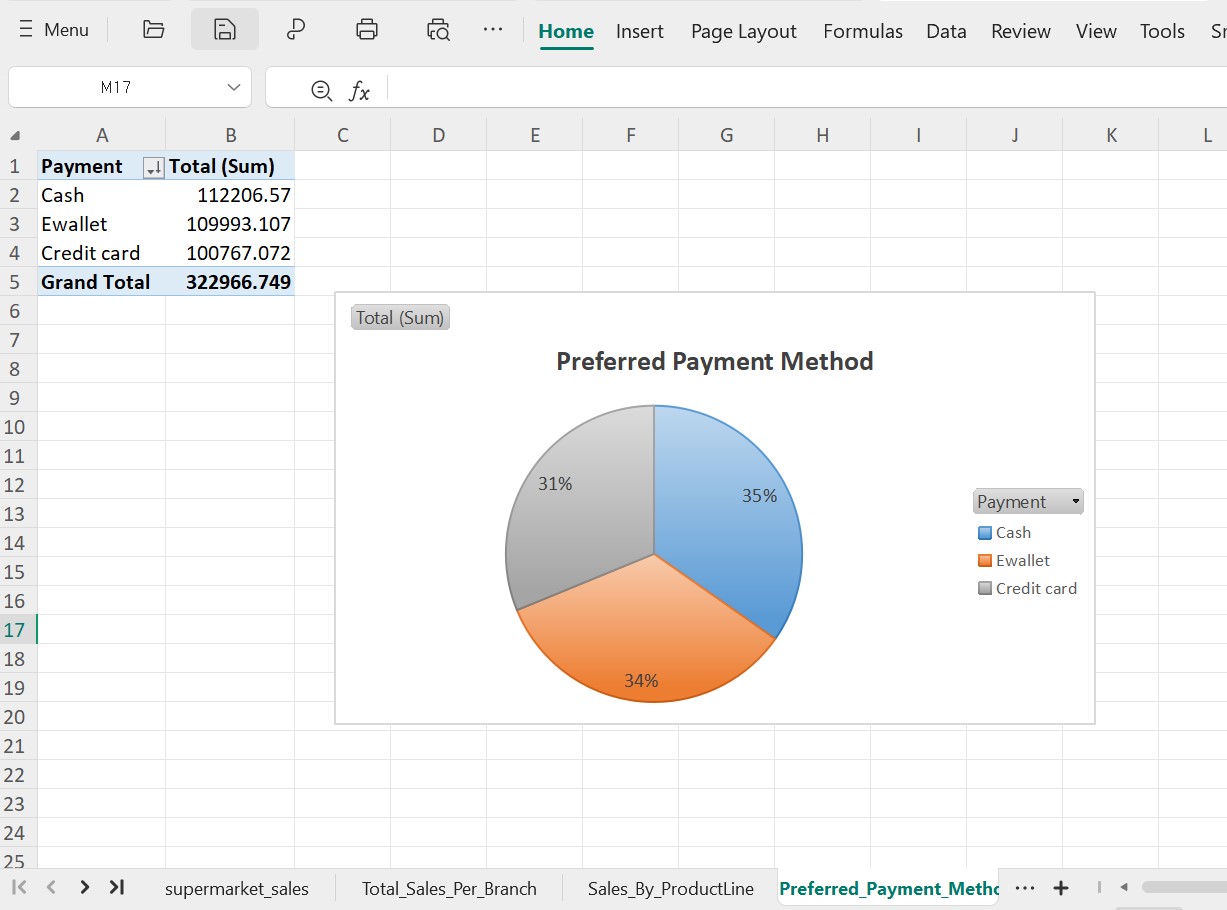 Menu ... Home Insert Page Layout Formulas Data Review View Tools
M17 fx
A B C D E F G H I J K L
1 Payment Total (Sum)
2 Cash 112206.57
3 Ewallet 109993.107
4 Credit card 100767.072
5 Grand Total 322966.749
6
Total (Sum)
7
8 Preferred Payment Method
9
10
11
12 31% 35%
13 Payment
14 Cash
15 Ewallet
16 Credit card
17
18
19 34%
20
21
22
23
24
25
supermarket_sales Total_Sales_Per_Branch Sales_By_ProductLine Preferred_Payment_Metho ... +